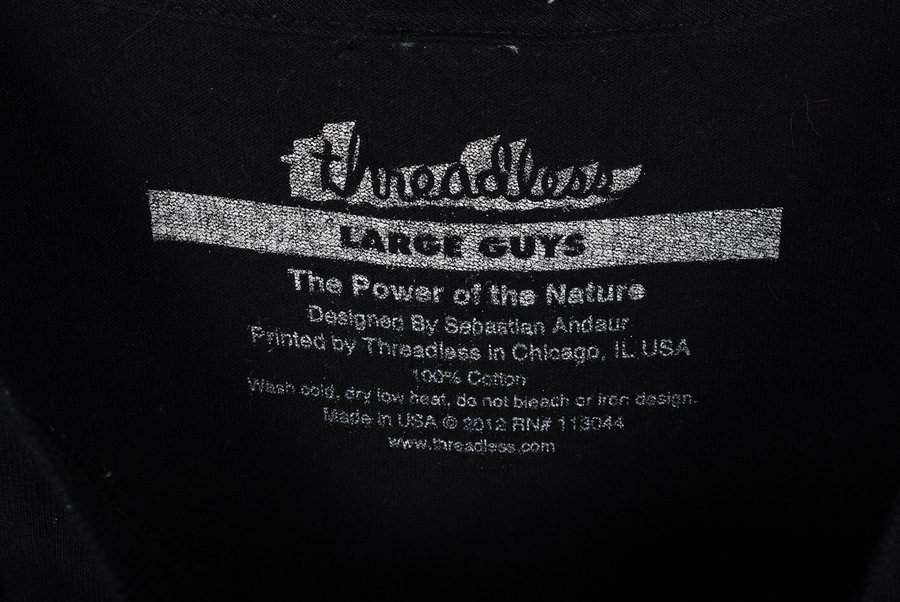 threadless
LARGE GUYS
The Power of the Nature
Designed By Sebastian Andaur
Printed by Threadless in Chicago, IL USA
100% Cotton
Wash cold, dry low heat, do not bleach or iron design.
Made in USA © 2012 RN# 113044
www.threadless.com